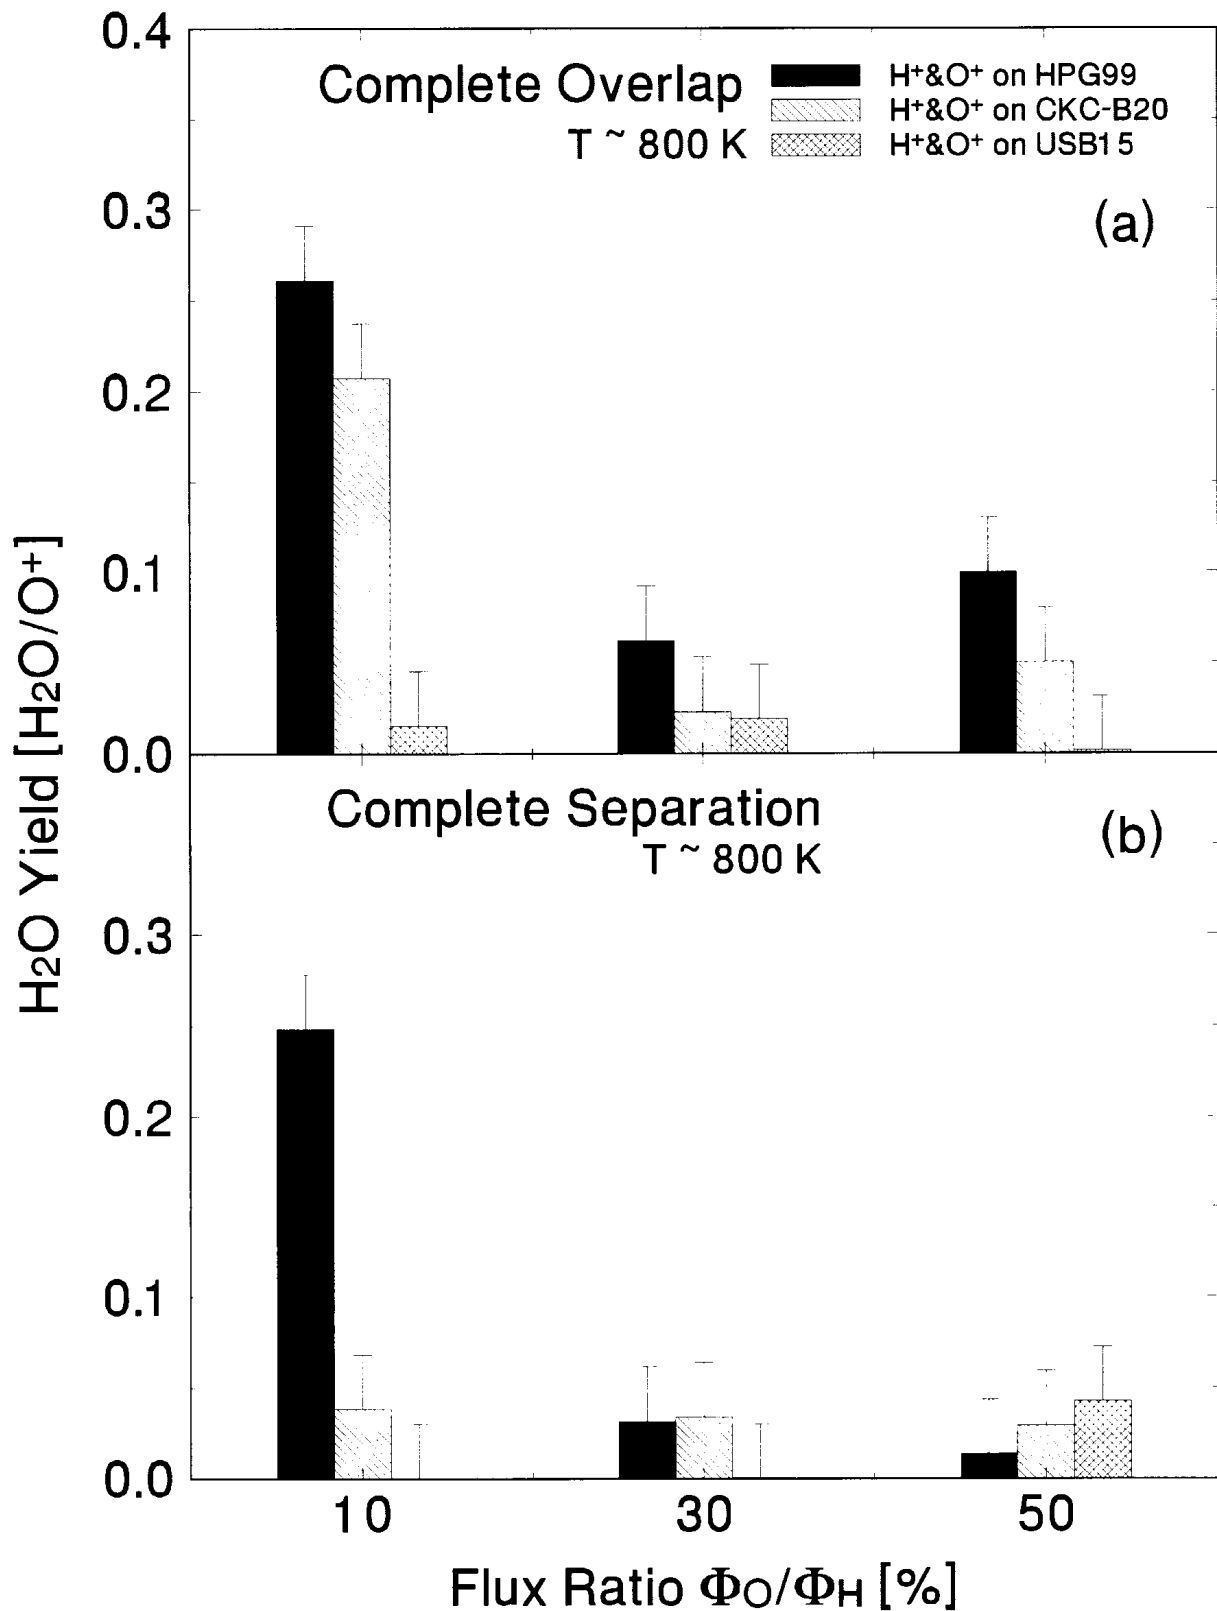 0.4
Complete Overlap
T ~ 800 K
H+&O+ on HPG99
H+&O+ on CKC-B20
H+&O+ on USB15
(a)
0.3
0.2
0.1
0.0
H2O Yield [H2O/O+]
Complete Separation
T ~ 800 K
(b)
0.3
0.2
0.1
0.0
10 30 50
Flux Ratio ΦO/ΦH [%]